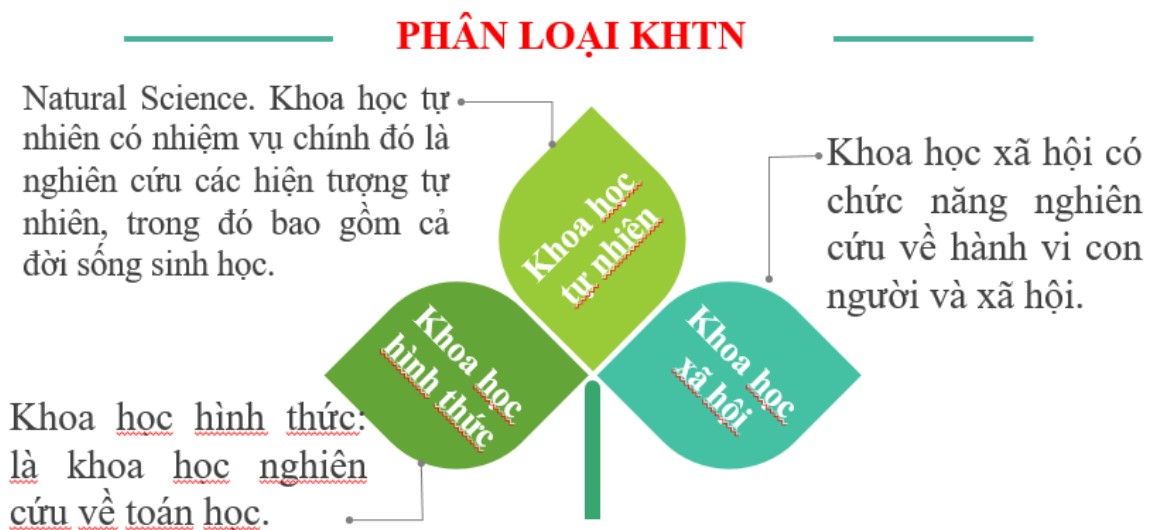 PHÂN LOẠI KHTN
Natural Science. Khoa học tự
nhiên có nhiệm vụ chính đó là
nghiên cứu các hiện tượng tự
nhiên, trong đó bao gồm cả
đời sống sinh học.
Khoa học
tự nhiên
Khoa học xã hội có
chức năng nghiên
cứu về hành vi con
người và xã hội.
Khoa học
hình thức
Khoa học
xã hội
Khoa học hình thức:
là khoa học nghiên
cứu về toán học.